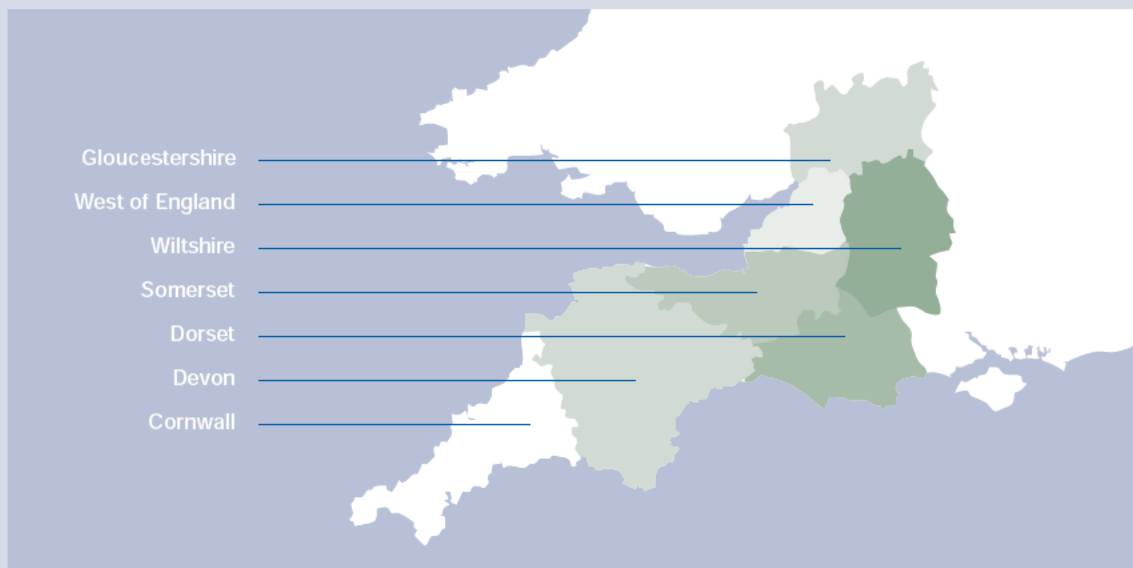 Gloucestershire
West of England
Wiltshire
Somerset
Dorset
Devon
Cornwall